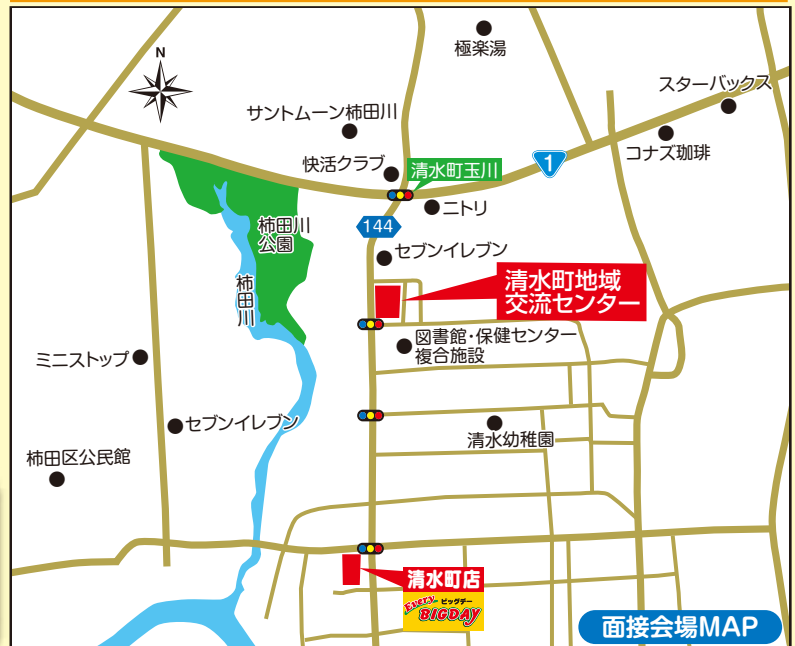 極楽湯
N
スターバックス
サントムーン柿田川
コナズ珈琲
快活クラブ
清水町玉川
1
ニトリ
144
柿田川
公園
セブンイレブン
清水町地域
交流センター
柿田川
図書館・保健センター
複合施設
ミニストップ
セブンイレブン
清水幼稚園
柿田区公民館
清水町店
Every ビッグデー
BIGDAY
面接会場MAP